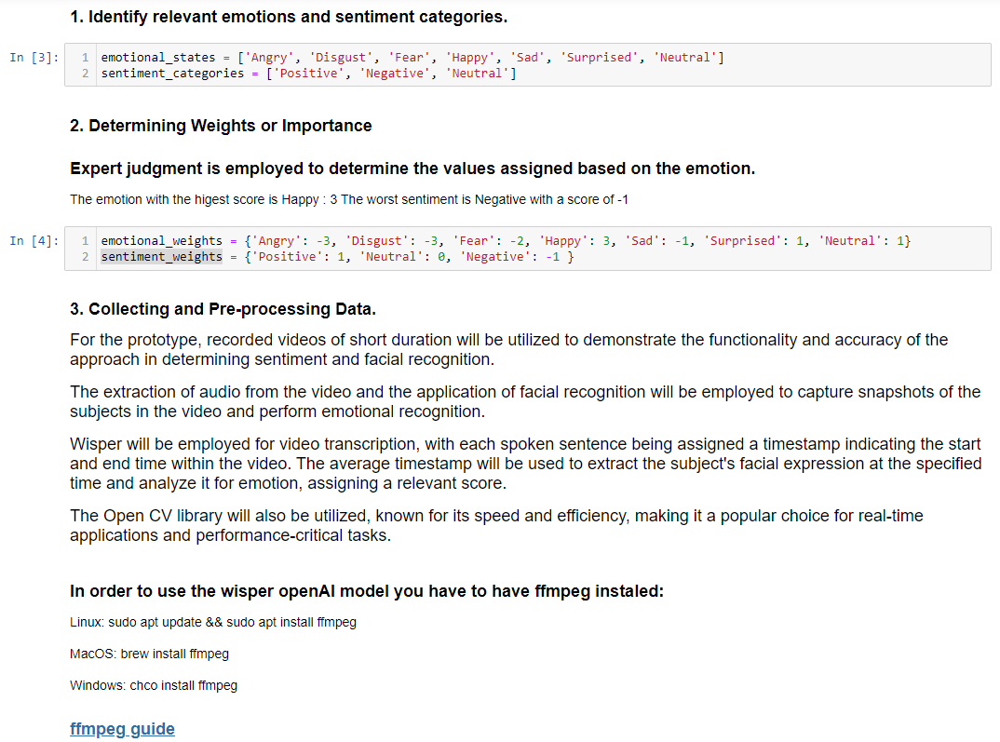 1. Identify relevant emotions and sentiment categories.
In [3]:
1 emotional_states = ['Angry', 'Disgust', 'Fear', 'Happy', 'Sad', 'Surprised', 'Neutral']
2 sentiment_categories = ['Positive', 'Negative', 'Neutral']
2. Determining Weights or Importance
Expert judgment is employed to determine the values assigned based on the emotion.
The emotion with the higest score is Happy : 3 The worst sentiment is Negative with a score of -1
In [4]:
1 emotional_weights = {'Angry': -3, 'Disgust': -3, 'Fear': -2, 'Happy': 3, 'Sad': -1, 'Surprised': 1, 'Neutral': 1}
2 sentiment_weights = {'Positive': 1, 'Neutral': 0, 'Negative': -1 }
3. Collecting and Pre-processing Data.
For the prototype, recorded videos of short duration will be utilized to demonstrate the functionality and accuracy of the
approach in determining sentiment and facial recognition.
The extraction of audio from the video and the application of facial recognition will be employed to capture snapshots of the
subjects in the video and perform emotional recognition.
Wisper will be employed for video transcription, with each spoken sentence being assigned a timestamp indicating the start
and end time within the video. The average timestamp will be used to extract the subject's facial expression at the specified
time and analyze it for emotion, assigning a relevant score.
The Open CV library will also be utilized, known for its speed and efficiency, making it a popular choice for real-time
applications and performance-critical tasks.
In order to use the wisper openAI model you have to have ffmpeg instaled:
Linux: sudo apt update && sudo apt install ffmpeg
MacOS: brew install ffmpeg
Windows: chco install ffmpeg
ffmpeg guide